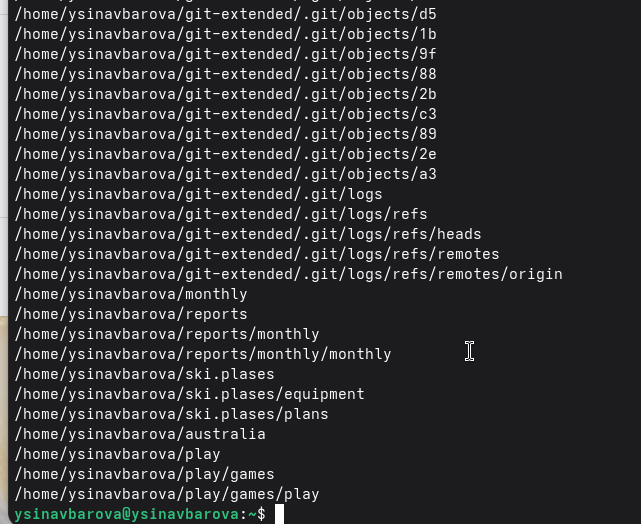 /home/ysinavbarova/git-extended/.git/objects/d5
/home/ysinavbarova/git-extended/.git/objects/1b
/home/ysinavbarova/git-extended/.git/objects/9f
/home/ysinavbarova/git-extended/.git/objects/88
/home/ysinavbarova/git-extended/.git/objects/2b
/home/ysinavbarova/git-extended/.git/objects/c3
/home/ysinavbarova/git-extended/.git/objects/89
/home/ysinavbarova/git-extended/.git/objects/2e
/home/ysinavbarova/git-extended/.git/objects/a3
/home/ysinavbarova/git-extended/.git/logs
/home/ysinavbarova/git-extended/.git/logs/refs
/home/ysinavbarova/git-extended/.git/logs/refs/heads
/home/ysinavbarova/git-extended/.git/logs/refs/remotes
/home/ysinavbarova/git-extended/.git/logs/refs/remotes/origin
/home/ysinavbarova/monthly
/home/ysinavbarova/reports
/home/ysinavbarova/reports/monthly
/home/ysinavbarova/reports/monthly/monthly
/home/ysinavbarova/ski.plases
/home/ysinavbarova/ski.plases/equipment
/home/ysinavbarova/ski.plases/plans
/home/ysinavbarova/australia
/home/ysinavbarova/play
/home/ysinavbarova/play/games
/home/ysinavbarova/play/games/play
ysinavbarova@ysinavbarova:~$